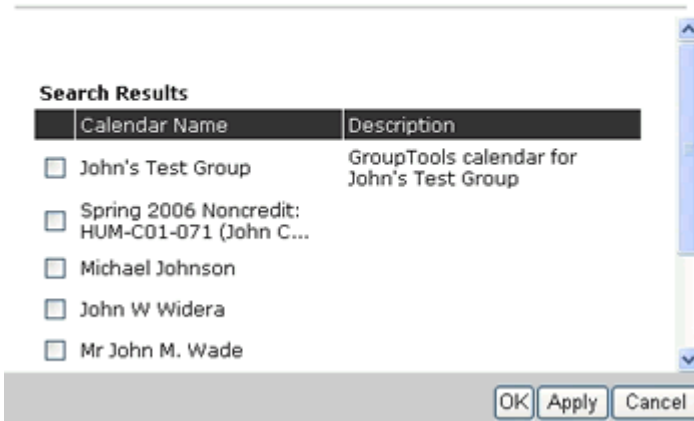 Search Results
Calendar Name Description
John's Test Group GroupTools calendar for
John's Test Group
Spring 2006 Noncredit:
HUM-C01-071 (John C...
Michael Johnson
John W Widera
Mr John M. Wade
OK Apply Cancel